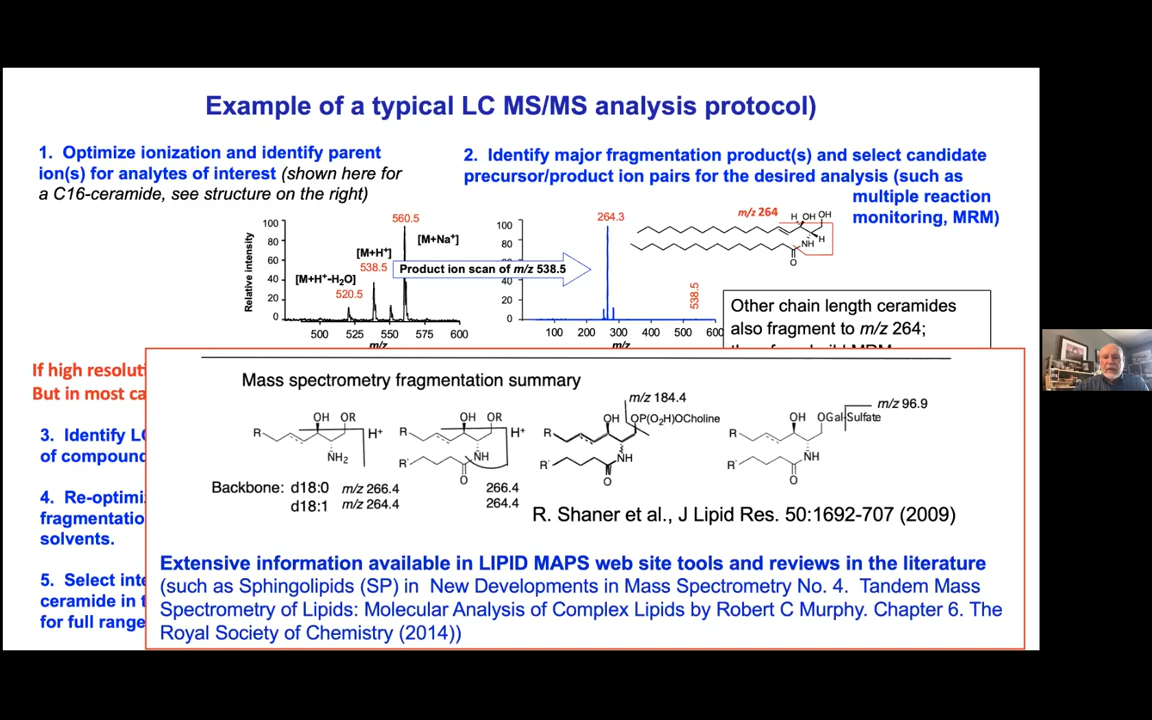 Example of a typical LC MS/MS analysis protocol)
1. Optimize ionization and identify parent
ion(s) for analytes of interest (shown here for
a C16-ceramide, see structure on the right)
2. Identify major fragmentation product(s) and select candidate
precursor/product ion pairs for the desired analysis (such as
multiple reaction
monitoring, MRM)
Relative intensity
100
80
60
40
20
0
500 525 550 575 600
m/z
[M+H⁺-H₂O]
520.5
[M+H⁺]
538.5
560.5
[M+Na⁺]
Product ion scan of m/z 538.5
100
80
20
0
264.3
538.5
100 200 300 400 500 600
m/z
m/z 264
H OH OH
H
NH
O
Other chain length ceramides
also fragment to m/z 264;
If high resoluti
But in most ca
3. Identify LC
of compound
4. Re-optimi
fragmentatio
solvents.
5. Select inte
ceramide in t
for full range
Mass spectrometry fragmentation summary
OH OR
R
H⁺
NH₂
OH OR
R
H⁺
NH
R'
O
m/z 184.4
OH OP(O₂H)OCholine
R
NH
R'
O
m/z 96.9
OH OGal-Sulfate
R
NH
R'
O
Backbone: d18:0 m/z 266.4 266.4
d18:1 m/z 264.4 264.4
R. Shaner et al., J Lipid Res. 50:1692-707 (2009)
Extensive information available in LIPID MAPS web site tools and reviews in the literature
(such as Sphingolipids (SP) in New Developments in Mass Spectrometry No. 4. Tandem Mass
Spectrometry of Lipids: Molecular Analysis of Complex Lipids by Robert C Murphy. Chapter 6. The
Royal Society of Chemistry (2014))